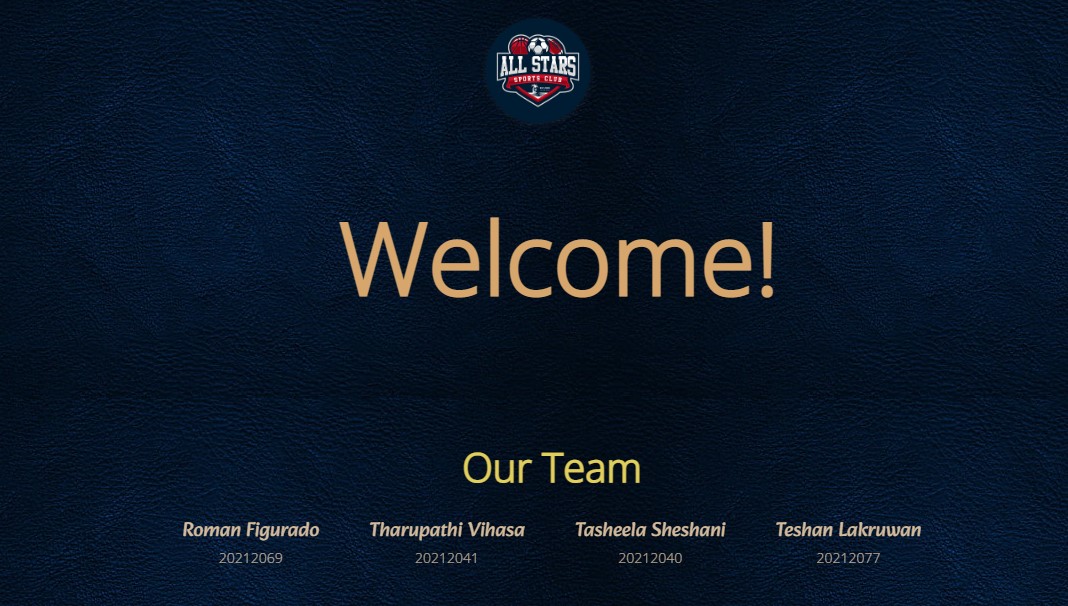 ALL STARS
SPORTS CLUB
Welcome!
Our Team
Roman Figurado Tharupathi Vihasa Tasheela Sheshani Teshan Lakruwan
20212069 20212041 20212040 20212077